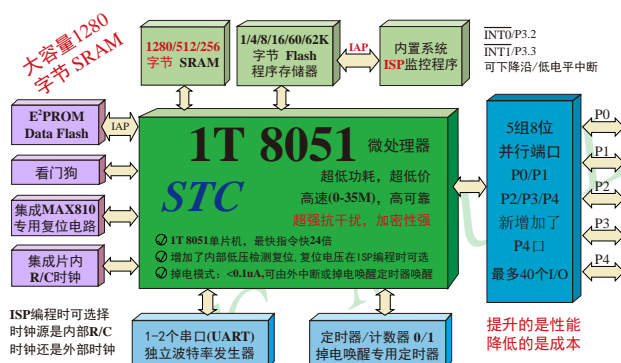 大容量1280
字节 SRAM
1280/512/256
字节 SRAM
1/4/8/16/60/62K
字节 Flash
程序存储器
IAP
内置系统
ISP监控程序
INT0/P3.2
INT1/P3.3
可下降沿/低电平中断
E²PROM
Data Flash
IAP
看门狗
集成MAX810
专用复位电路
集成片内
R/C时钟
1T 8051 微处理器
STC
超低功耗，超低价
高速(0-35M)，高可靠
超强抗干扰，加密性强
1T 8051单片机，最快指令快24倍
增加了内部低压检测复位,复位电压在ISP编程时可选
掉电模式：<0.1uA,可由外中断或掉电唤醒定时器唤醒
5组8位
并行端口
P0/P1
P2/P3/P4
新增加了
P4口
最多40个I/O
P0
P1
P2
P3
P4
ISP编程时可选择
时钟源是内部R/C
时钟还是外部时钟
1-2个串口(UART)
独立波特率发生器
定时器/计数器 0/1
掉电唤醒专用定时器
提升的是性能
降低的是成本